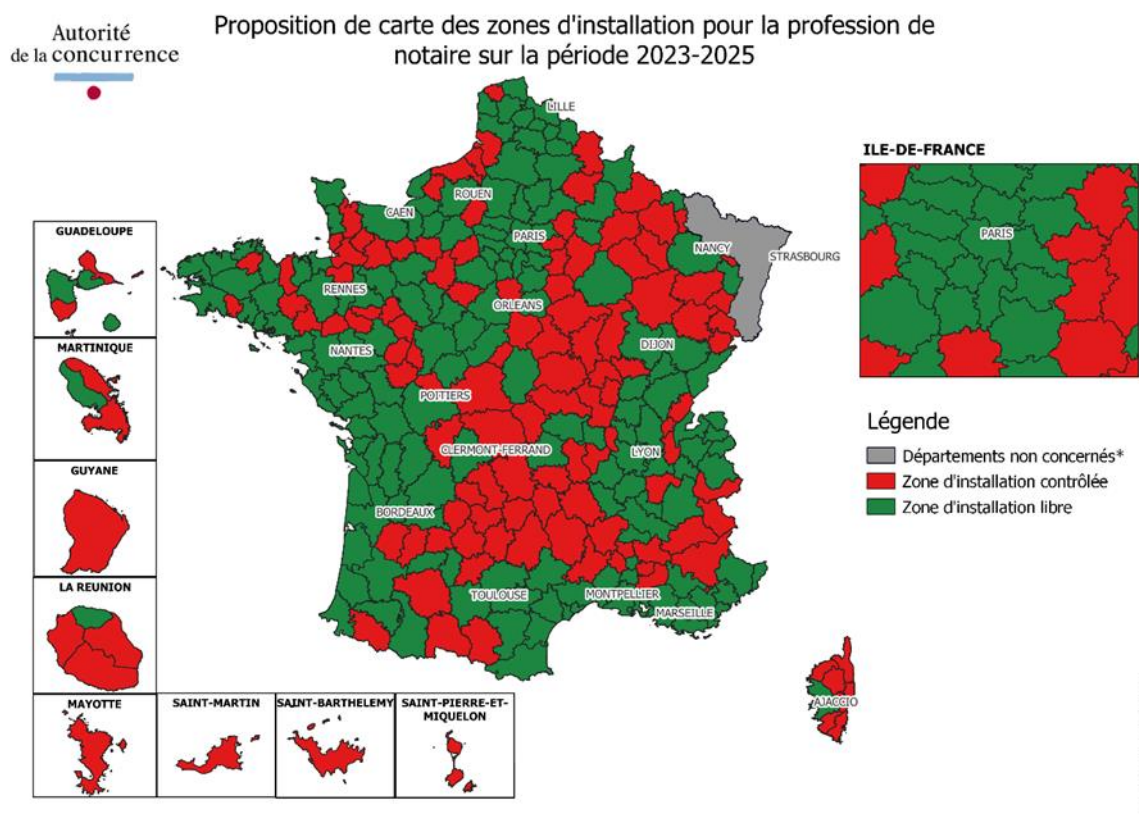 Autorité
de la concurrence
Proposition de carte des zones d'installation pour la profession de
notaire sur la période 2023-2025
LILLE
ROUEN
CAEN
PARIS
NANCY
STRASBOURG
RENNES
ORLEANS
NANTES
DIJON
POITIERS
CLERMONT-FERRAND
LYON
BORDEAUX
TOULOUSE
MONTPELLIER
MARSEILLE
AJACCIO
GUADELOUPE
MARTINIQUE
GUYANE
LA REUNION
MAYOTTE
SAINT-MARTIN
SAINT-BARTHELEMY
SAINT-PIERRE-ET-
MIQUELON
ILE-DE-FRANCE
PARIS
Légende
Départements non concernés*
Zone d'installation contrôlée
Zone d'installation libre